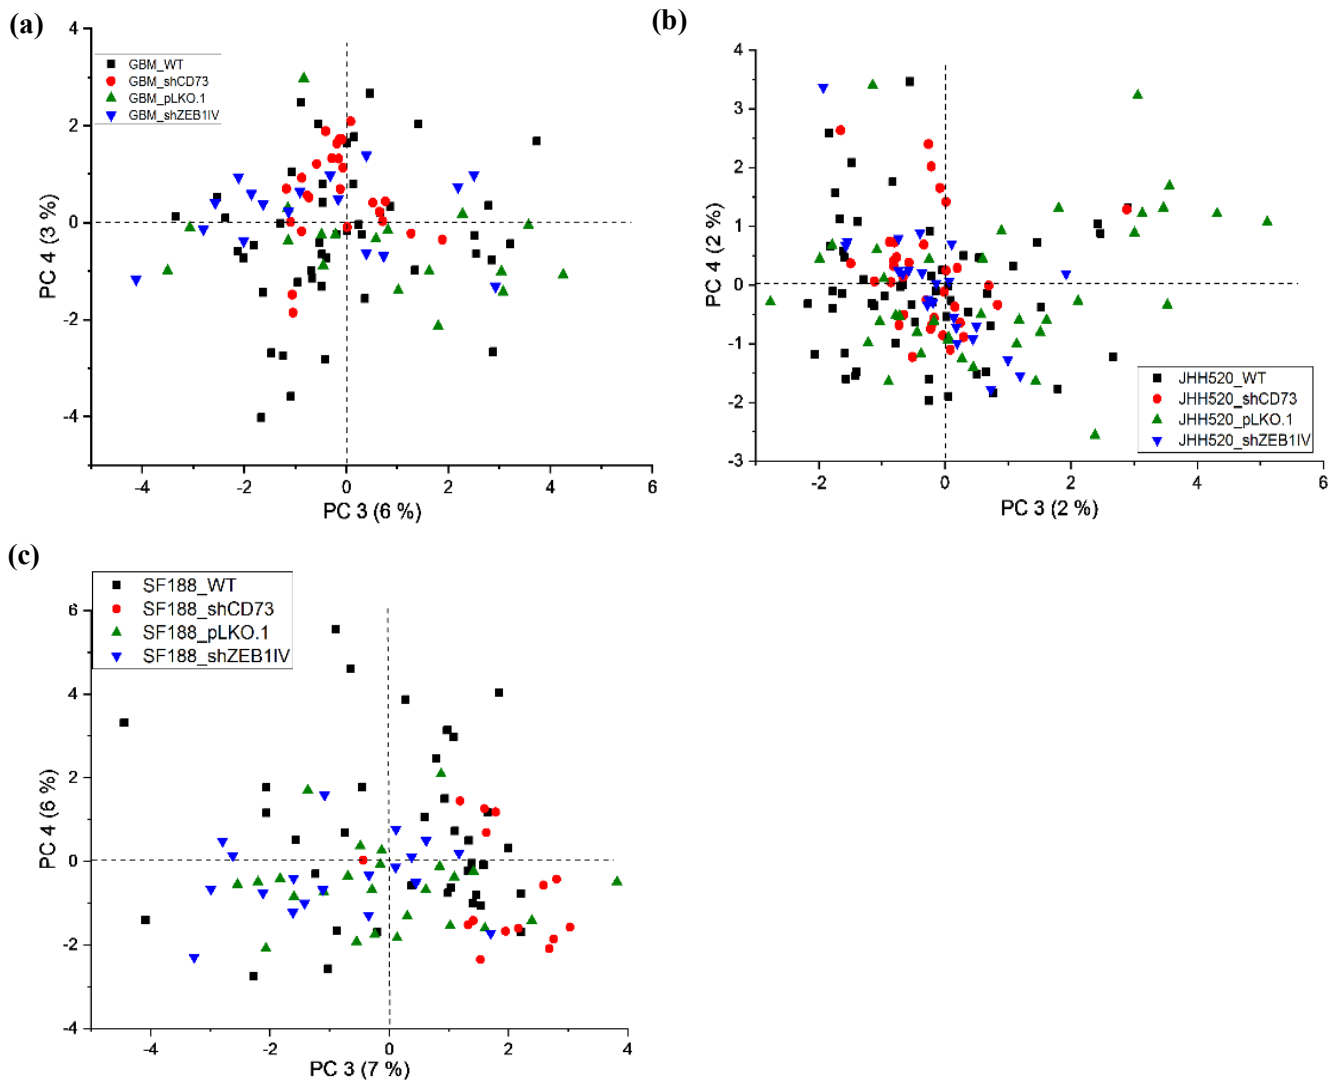 (a)
4
2
0
-2
-4
-4
-2
0
2
4
6
PC 4 (3 %)
PC 3 (6 %)
GBM_WT
GBM_shCD73
GBM_pLKO.1
GBM_shZEB1IV
(b)
4
3
2
1
0
-1
-2
-3
-2
0
2
4
6
PC 4 (2 %)
PC 3 (2 %)
JHH520_WT
JHH520_shCD73
JHH520_pLKO.1
JHH520_shZEB1IV
(c)
SF188_WT
SF188_shCD73
SF188_pLKO.1
SF188_shZEB1IV
6
4
2
0
-2
-4
-4
-2
0
2
4
PC 4 (6 %)
PC 3 (7 %)